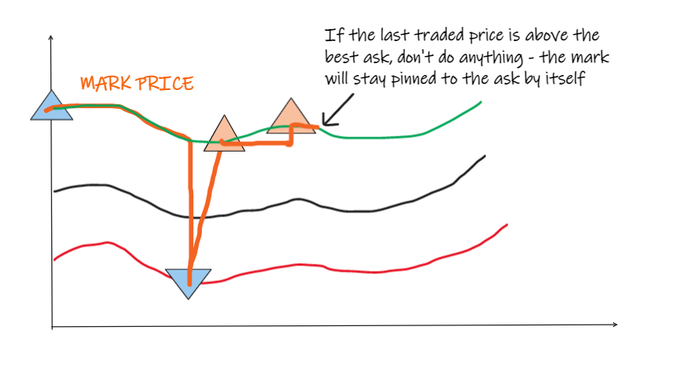 If the last traded price is above the
best ask, don't do anything - the mark
will stay pinned to the ask by itself
MARK PRICE